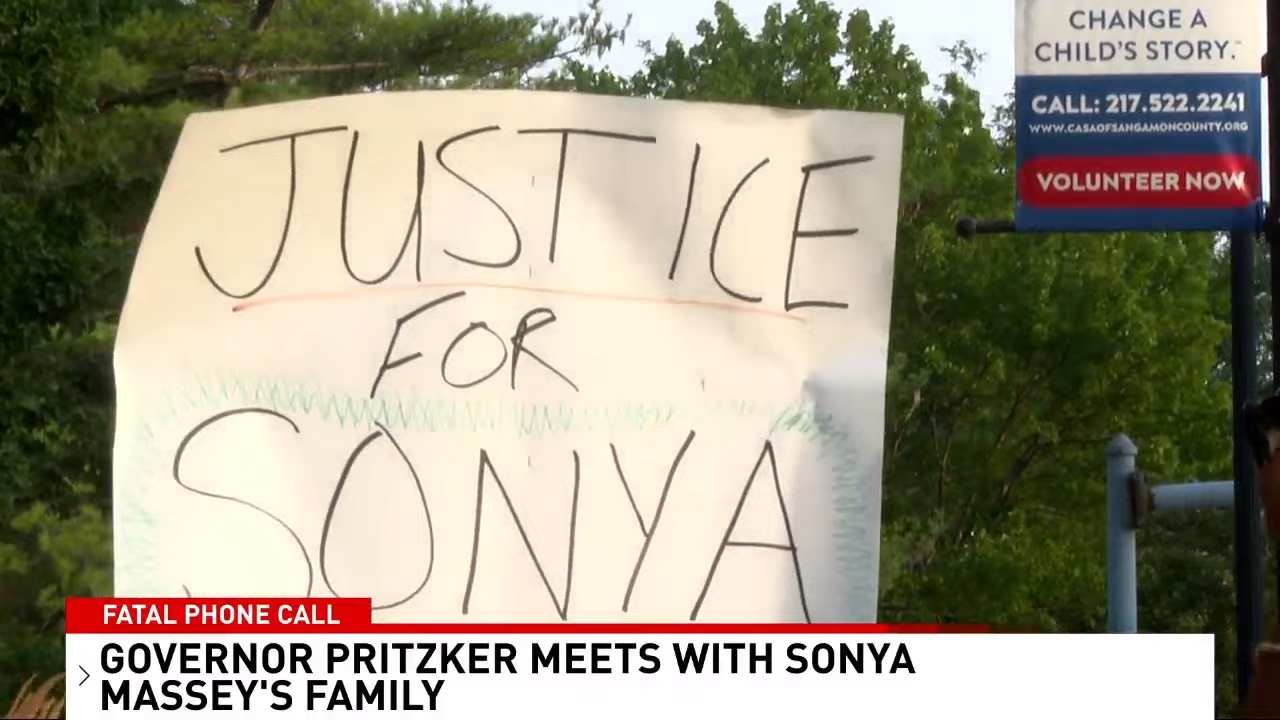 CHANGE A
CHILD'S STORY.™
CALL: 217.522.2241
WWW.CASAOFSANGAMONCOUNTY.ORG
VOLUNTEER NOW
JUSTICE
FOR
SONYA
FATAL PHONE CALL
GOVERNOR PRITZKER MEETS WITH SONYA
MASSEY'S FAMILY